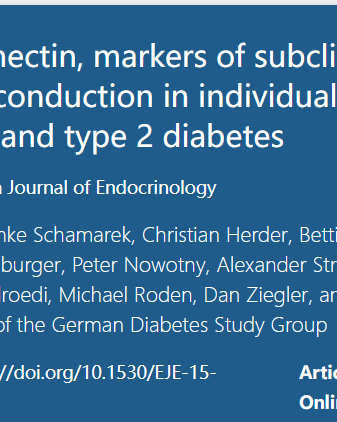 nectin, markers of subcli
conduction in individual
and type 2 diabetes
Journal of Endocrinology
nke Schamarek, Christian Herder, Betti
burger, Peter Nowotny, Alexander Str
roedi, Michael Roden, Dan Ziegler, an
of the German Diabetes Study Group
//doi.org/10.1530/EJE-15-
Artic
Onlin